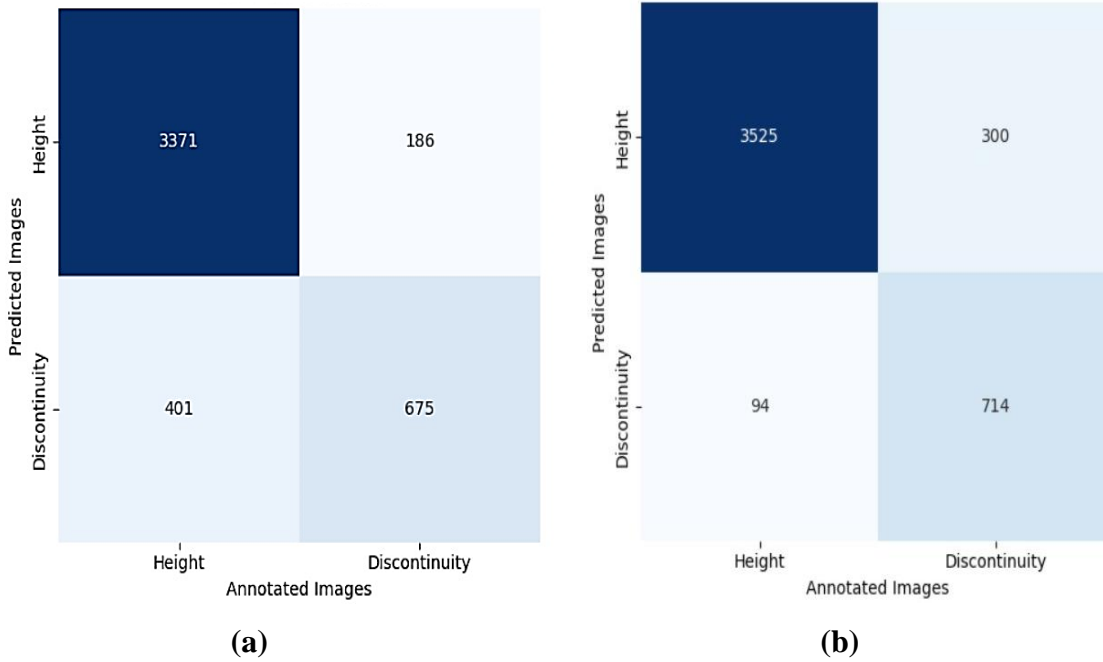 Predicted Images
Height
Discontinuity
3371
186
401
675
Height
Discontinuity
Annotated Images
(a)
Predicted Images
Height
Discontinuity
3525
300
94
714
Height
Discontinuity
Annotated Images
(b)